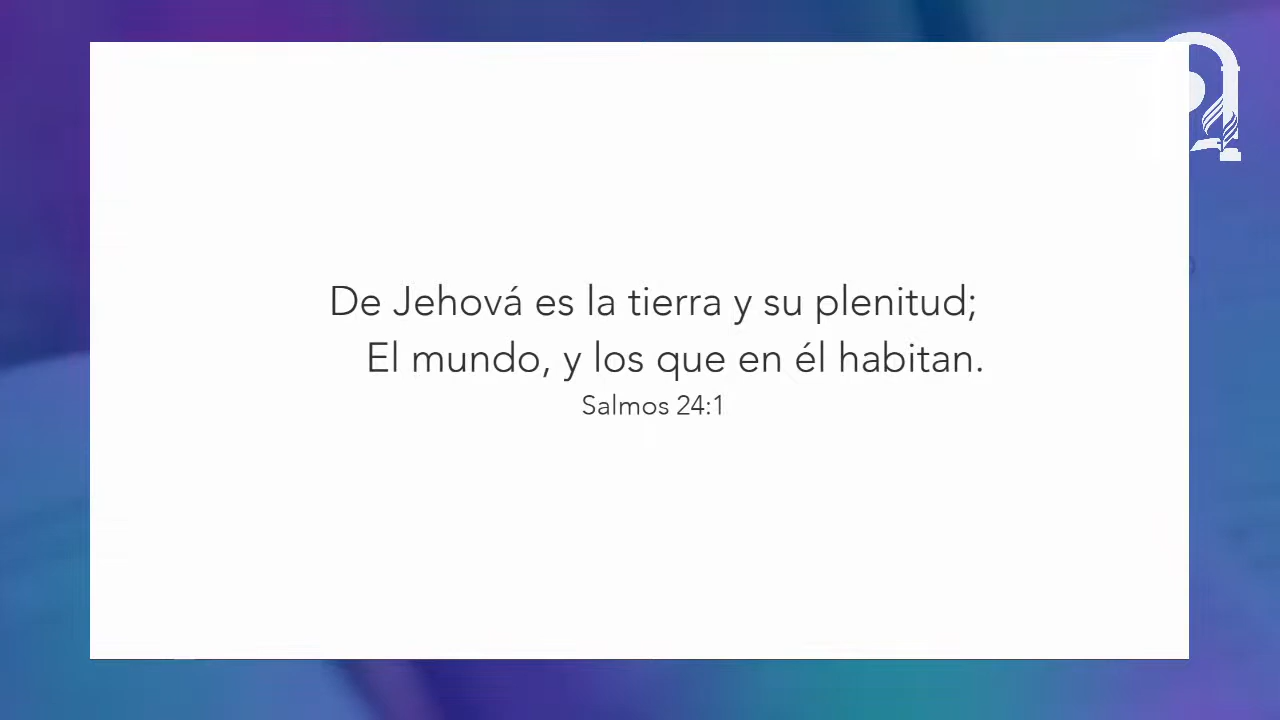 De Jehová es la tierra y su plenitud;
El mundo, y los que en él habitan.
Salmos 24:1